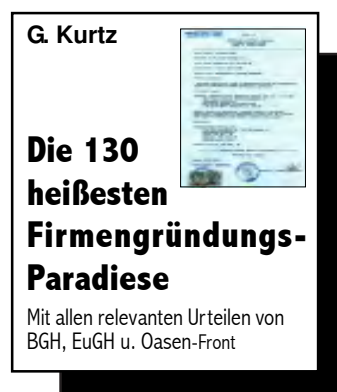 G. Kurtz
Die 130
heißesten
Firmengründungs-
Paradiese
Mit allen relevanten Urteilen von
BGH, EuGH u. Oasen-Front